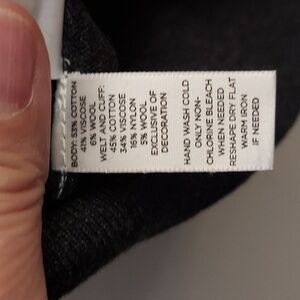 BODY: 53% COTTON
41% VISCOSE
6% WOOL
WELT AND CUFF:
45% COTTON
34% VISCOSE
16% NYLON
5% WOOL
EXCLUSIVE OF
DECORATION
HAND WASH COLD
ONLY NON-
CHLORINE BLEACH
WHEN NEEDED
RESHAPE DRY FLAT
WARM IRON
IF NEEDED